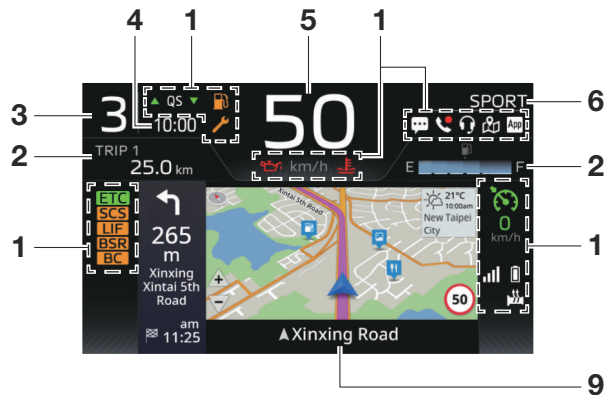 4
1
5
1
3
3
▲ QS ▼
10:00
50
SPORT
6
App
2
TRIP 1
25.0 km
km/h
E
F
2
1
ETC
SCS
LIF
BSR
BC
265
m
Xinxing
Xintai 5th
Road
am
11:25
Xintai 5th Road
21°C
10:00am
New Taipei
City
+
−
50
Xinxing Road
0
km/h
1
9